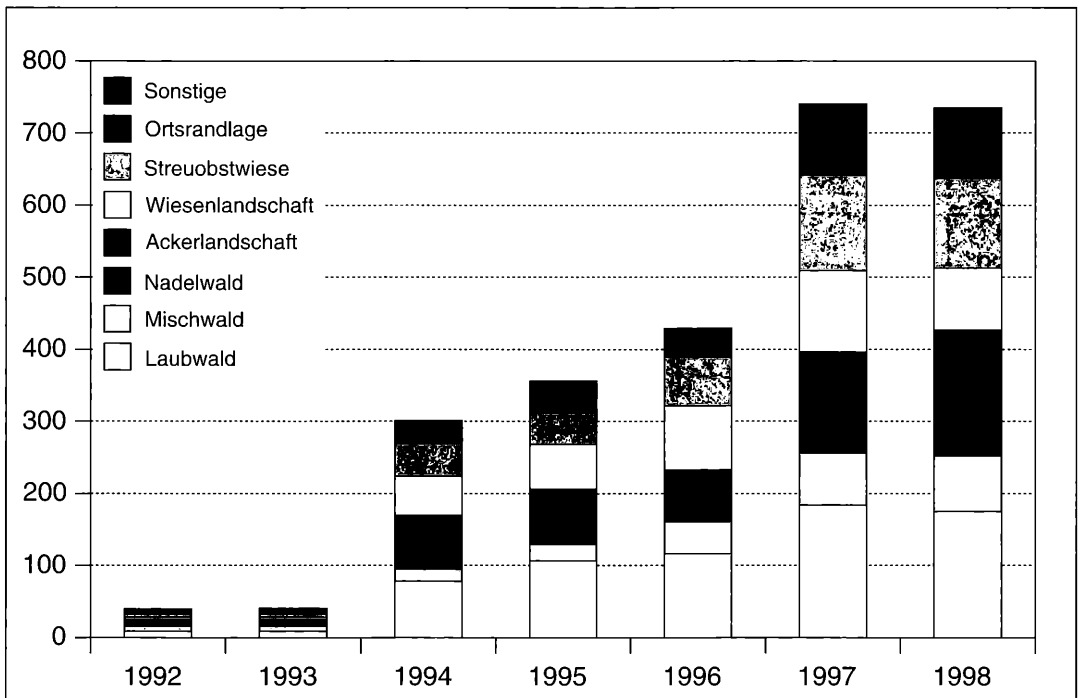 800
700
600
500
400
300
200
100
0
Sonstige
Ortsrandlage
Streuobstwiese
Wiesenlandschaft
Ackerlandschaft
Nadelwald
Mischwald
Laubwald
1992 1993 1994 1995 1996 1997 1998